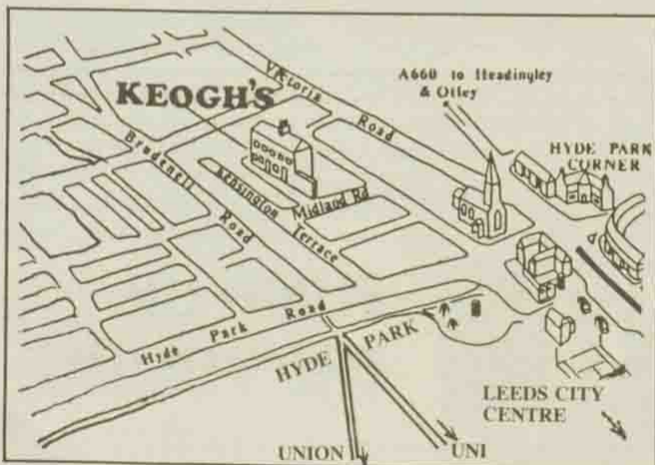 A660 to Headingley
& Otley
Victoria Road
KEOGH'S
HYDE PARK
CORNER
Brudenell Road
Kensington Terrace
Midland Rd
Hyde Park Road
HYDE PARK
LEEDS CITY
CENTRE
UNION
UNI